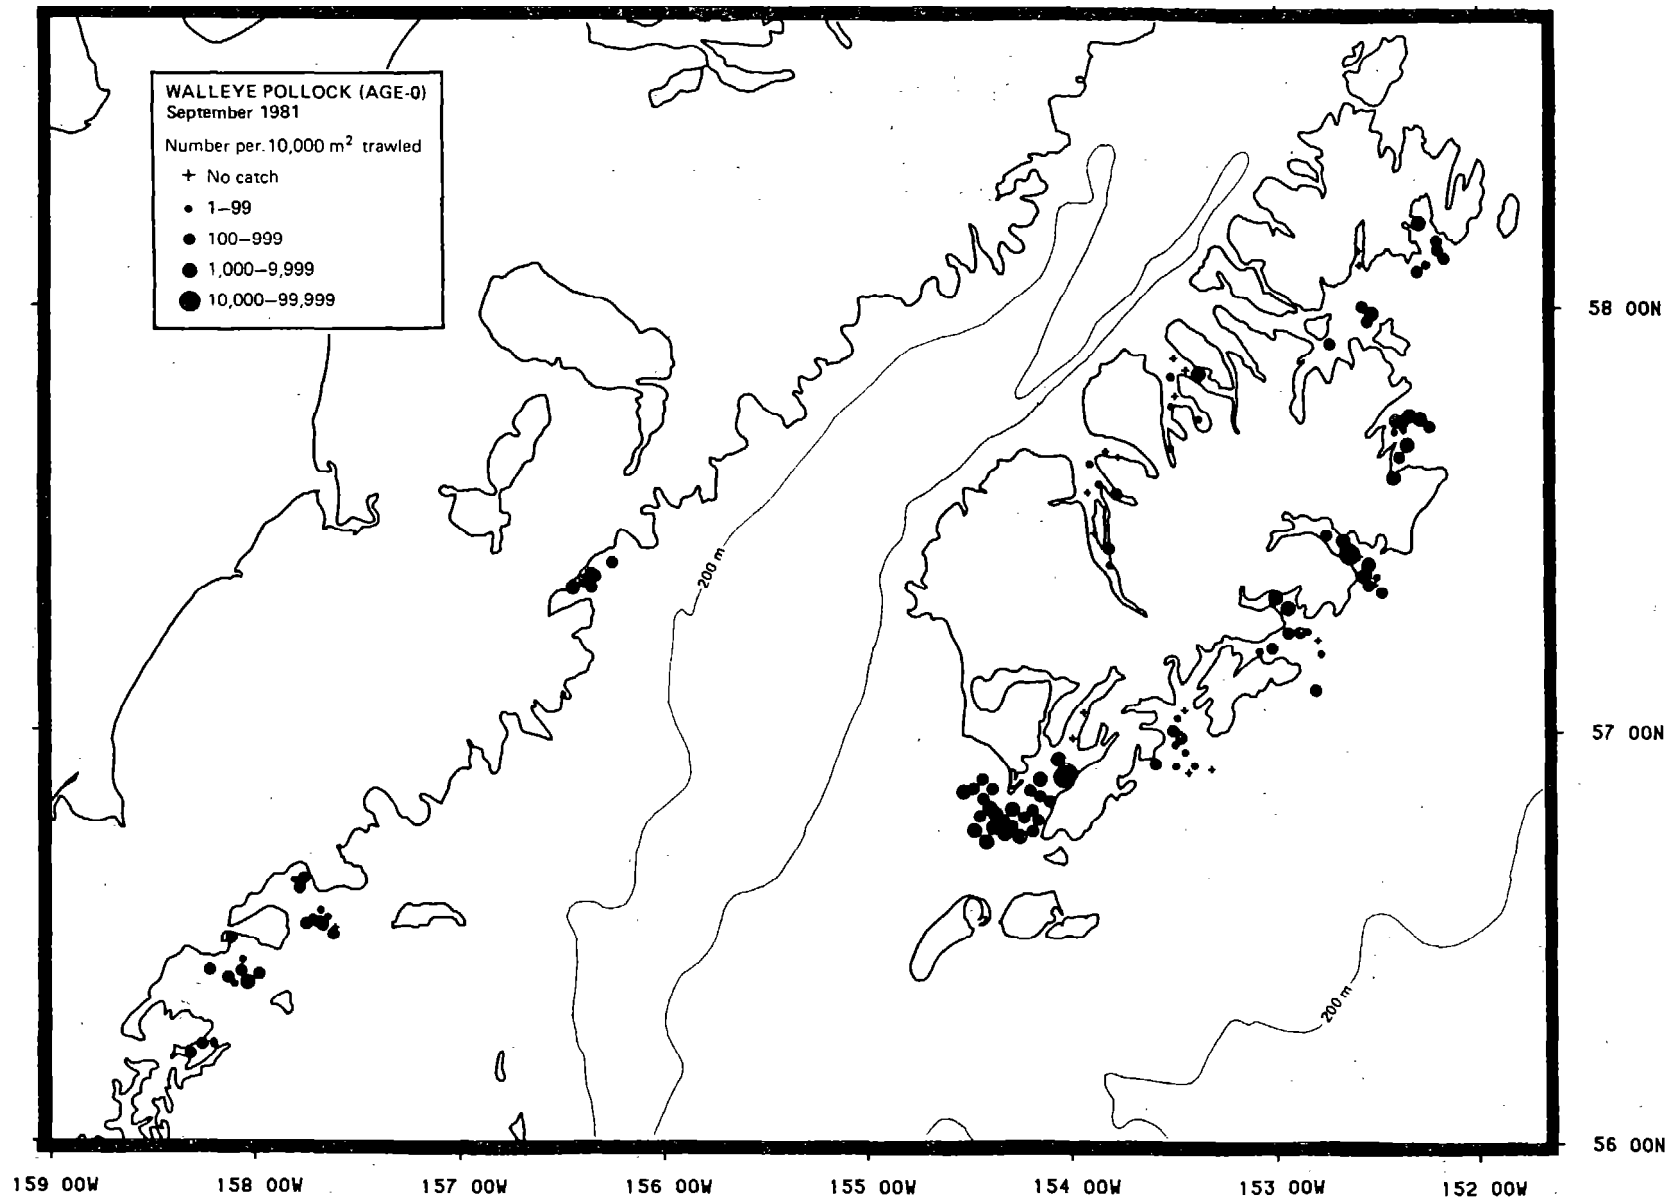 WALLEYE POLLOCK (AGE-0)
September 1981
Number per.10,000 m² trawled
+ No catch
1–99
100–999
1,000–9,999
10,000–99,999
58 00N
200 m
57 00N
200 m
56 00N
159 00W 158 00W 157 00W 156 00W 155 00W 154 00W 153 00W 152 00W